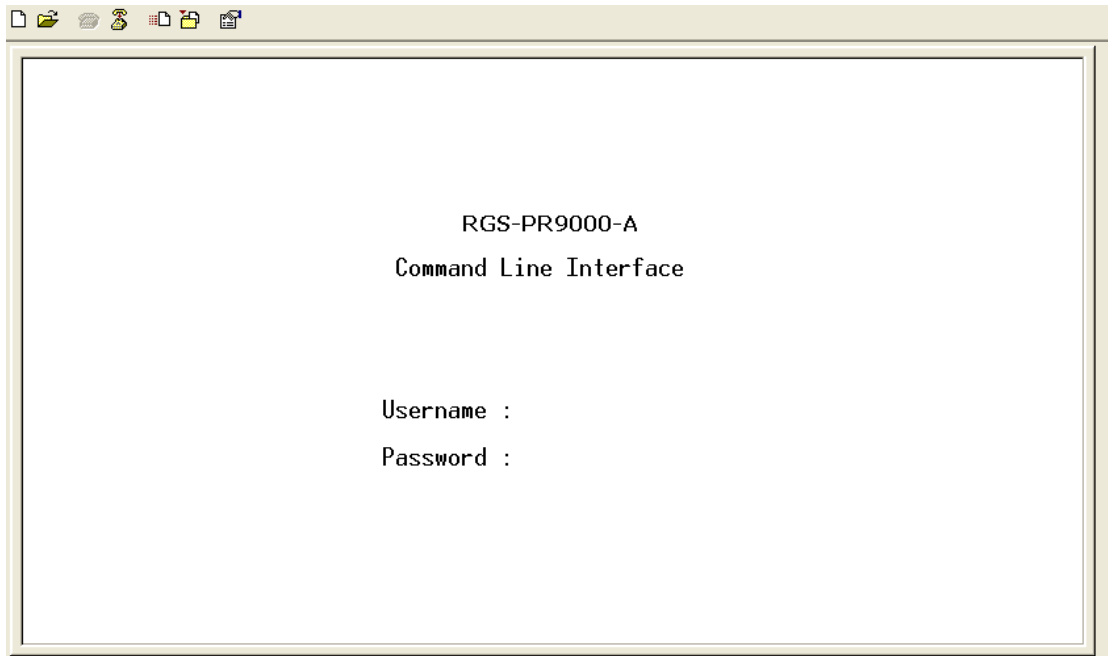 RGS-PR9000-A
Command Line Interface
Username :
Password :